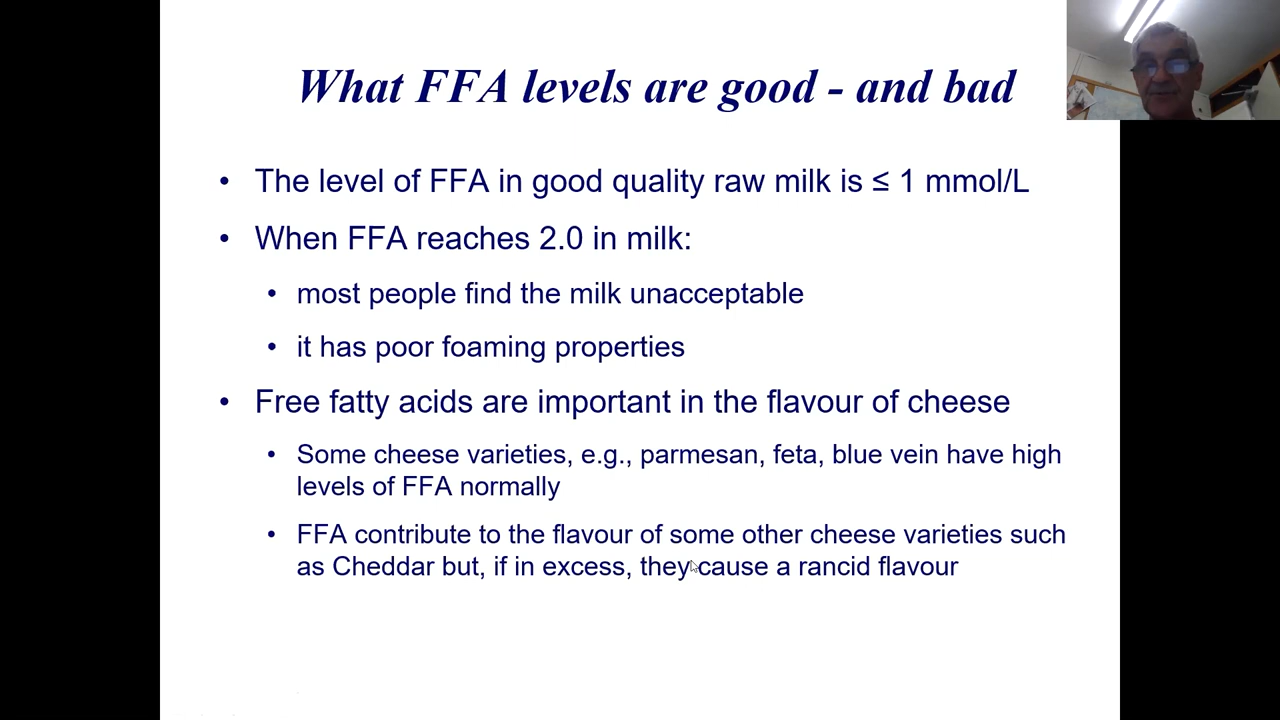 What FFA levels are good - and bad
• The level of FFA in good quality raw milk is ≤ 1 mmol/L
• When FFA reaches 2.0 in milk:
• most people find the milk unacceptable
• it has poor foaming properties
• Free fatty acids are important in the flavour of cheese
• Some cheese varieties, e.g., parmesan, feta, blue vein have high
levels of FFA normally
• FFA contribute to the flavour of some other cheese varieties such
as Cheddar but, if in excess, they cause a rancid flavour